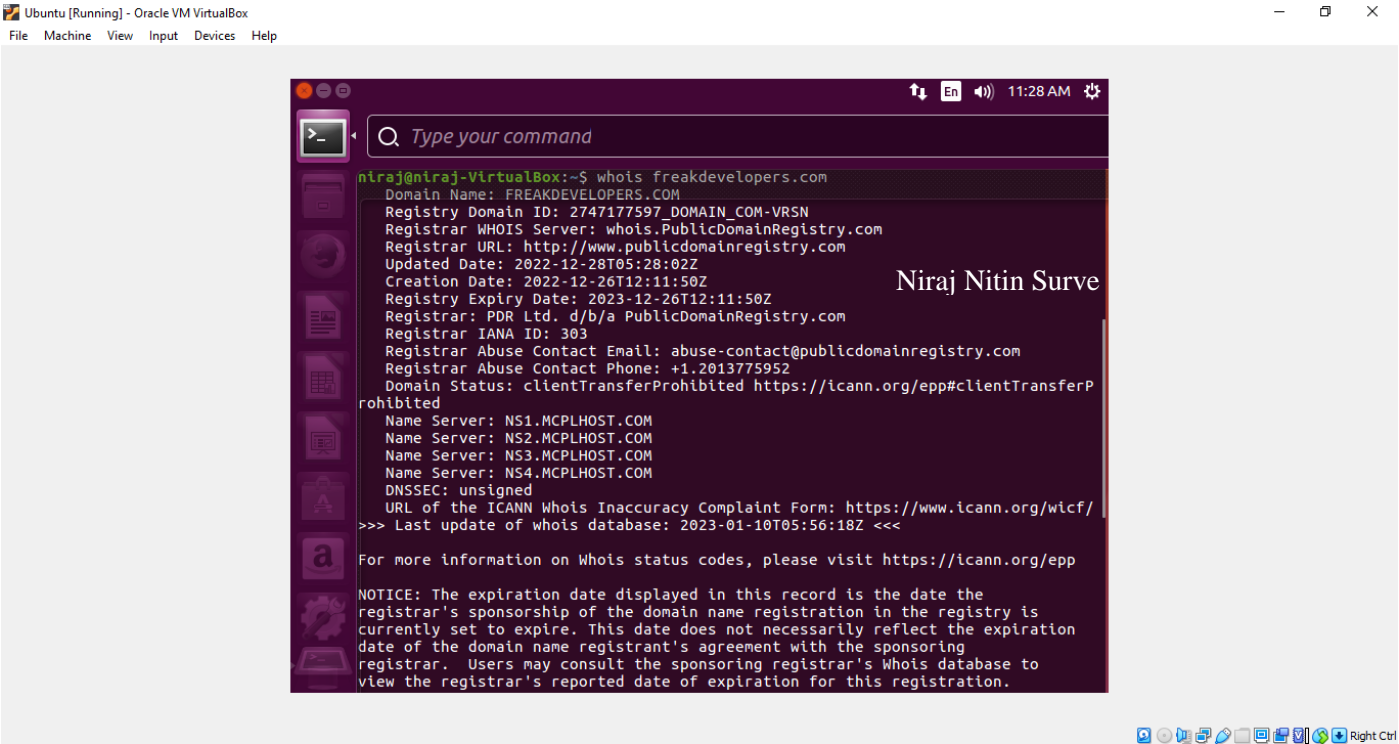 Ubuntu [Running] - Oracle VM VirtualBox
File Machine View Input Devices Help
En 11:28 AM
>_
Type your command
niraj@niraj-VirtualBox:~$ whois freakdevelopers.com
Domain Name: FREAKDEVELOPERS.COM
Registry Domain ID: 2747177597_DOMAIN_COM-VRSN
Registrar WHOIS Server: whois.PublicDomainRegistry.com
Registrar URL: http://www.publicdomainregistry.com
Updated Date: 2022-12-28T05:28:02Z
Niraj Nitin Surve
Creation Date: 2022-12-26T12:11:50Z
Registry Expiry Date: 2023-12-26T12:11:50Z
Registrar: PDR Ltd. d/b/a PublicDomainRegistry.com
Registrar IANA ID: 303
Registrar Abuse Contact Email: abuse-contact@publicdomainregistry.com
Registrar Abuse Contact Phone: +1.2013775952
Domain Status: clientTransferProhibited https://icann.org/epp#clientTransferP
rohibited
Name Server: NS1.MCPLHOST.COM
Name Server: NS2.MCPLHOST.COM
Name Server: NS3.MCPLHOST.COM
Name Server: NS4.MCPLHOST.COM
DNSSEC: unsigned
URL of the ICANN Whois Inaccuracy Complaint Form: https://www.icann.org/wicf/
>>> Last update of whois database: 2023-01-10T05:56:18Z <<<
For more information on Whois status codes, please visit https://icann.org/epp
NOTICE: The expiration date displayed in this record is the date the
registrar's sponsorship of the domain name registration in the registry is
currently set to expire. This date does not necessarily reflect the expiration
date of the domain name registrant's agreement with the sponsoring
registrar.  Users may consult the sponsoring registrar's Whois database to
view the registrar's reported date of expiration for this registration.
Right Ctrl